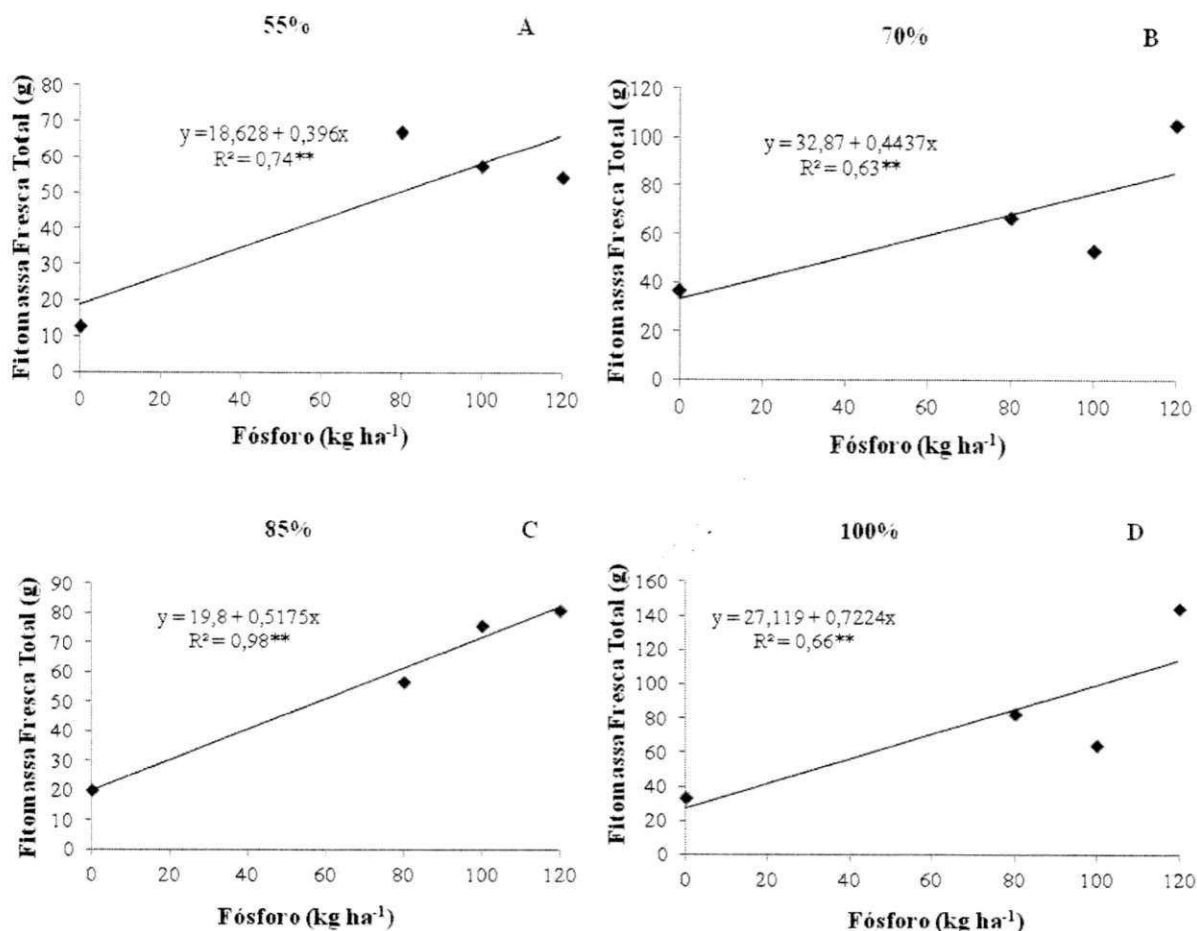 55% A
Fitomassa Fresca Total (g)
80
70
60
50
40
30
20
10
0
y = 18,628 + 0,396x
R² = 0,74**
0 20 40 60 80 100 120
Fósforo (kg ha⁻¹)
70% B
Fitomassa Fresca Total (g)
120
100
80
60
40
20
0
y = 32,87 + 0,4437x
R² = 0,63**
0 20 40 60 80 100 120
Fósforo (kg ha⁻¹)
85% C
Fitomassa Fresca Total (g)
90
80
70
60
50
40
30
20
10
0
y = 19,8 + 0,5175x
R² = 0,98**
0 20 40 60 80 100 120
Fósforo (kg ha⁻¹)
100% D
Fitomassa Fresca Total (g)
160
140
120
100
80
60
40
20
0
y = 27,119 + 0,7224x
R² = 0,66**
0 20 40 60 80 100 120
Fósforo (kg ha⁻¹)